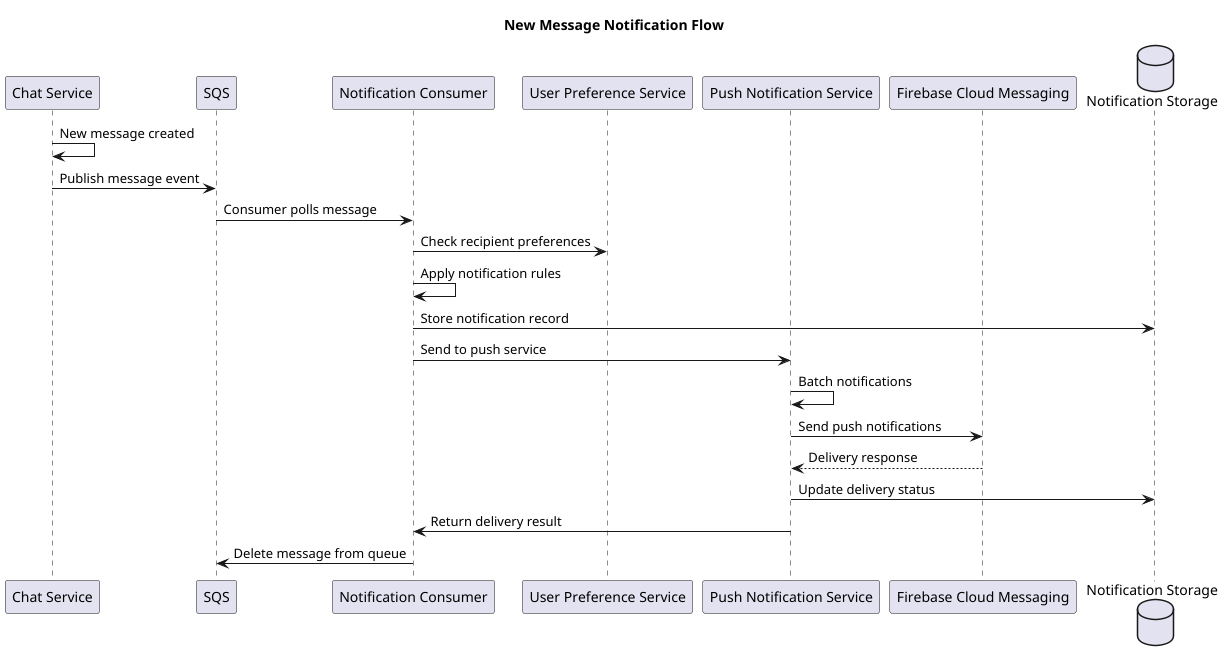 New Message Notification Flow
Chat Service
SQS
Notification Consumer
User Preference Service
Push Notification Service
Firebase Cloud Messaging
Notification Storage
New message created
Publish message event
Consumer polls message
Check recipient preferences
Apply notification rules
Store notification record
Send to push service
Batch notifications
Send push notifications
Delivery response
Update delivery status
Return delivery result
Delete message from queue
Chat Service
SQS
Notification Consumer
User Preference Service
Push Notification Service
Firebase Cloud Messaging
Notification Storage